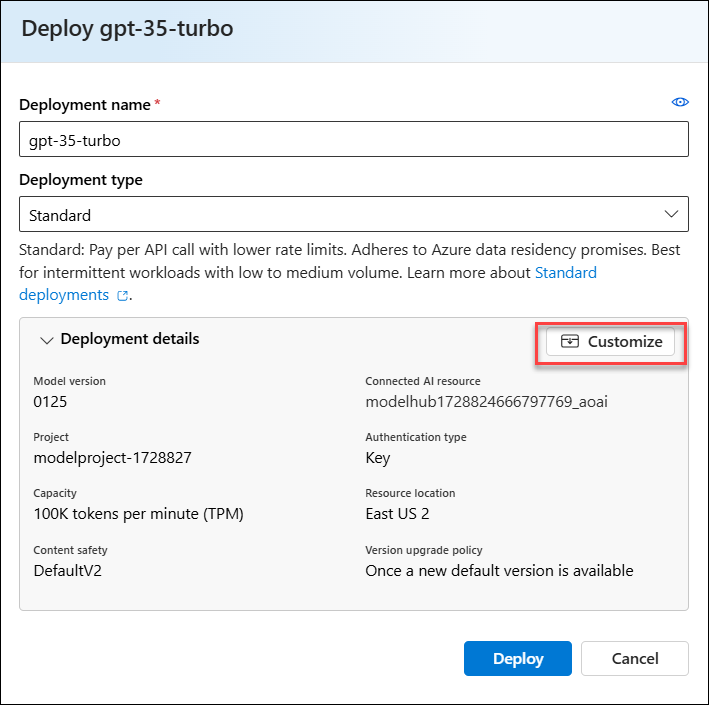 Deploy gpt-35-turbo
Deployment name *
gpt-35-turbo
Deployment type
Standard
Standard: Pay per API call with lower rate limits. Adheres to Azure data residency promises. Best
for intermittent workloads with low to medium volume. Learn more about Standard
deployments.
Deployment details
Customize
Model version
Connected AI resource
0125
modelhub1728824666797769_aoai
Project
Authentication type
modelproject-1728827
Key
Capacity
Resource location
100K tokens per minute (TPM)
East US 2
Content safety
Version upgrade policy
DefaultV2
Once a new default version is available
Deploy
Cancel